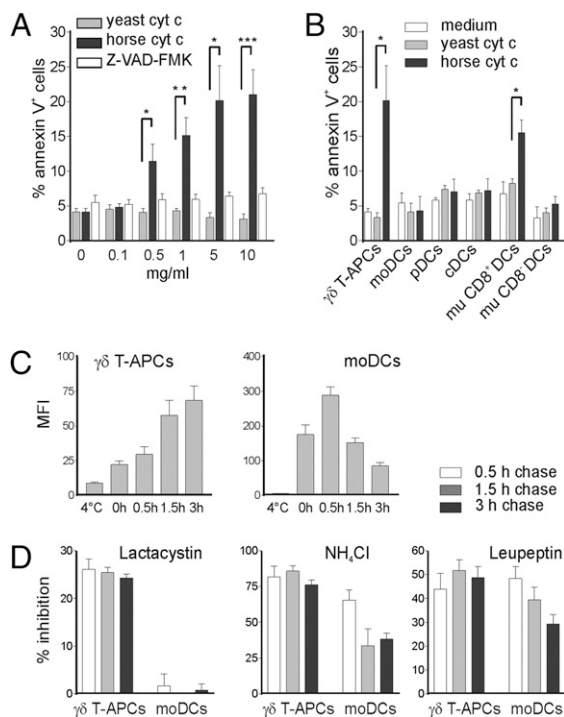 A
yeast cyt c
horse cyt c
Z-VAD-FMK
% annexin V⁺ cells
30
25
20
15
10
5
0
*
**
*
***
0 0.1 0.5 1 5 10
mg/ml
B
medium
yeast cyt c
horse cyt c
% annexin V⁺ cells
30
25
20
15
10
5
0
*
*
γδ T-APCs
moDCs
pDCs
cDCs
mu CD8⁺ DCs
mu CD8⁻ DCs
C
γδ T-APCs
MFI
100
75
50
25
0
4°C 0h 0.5h 1.5h 3h
moDCs
400
300
200
100
0
4°C 0h 0.5h 1.5h 3h
0.5 h chase
1.5 h chase
3 h chase
D
Lactacystin
% inhibition
30
20
10
0
γδ T-APCs moDCs
NH₄Cl
100
75
50
25
0
γδ T-APCs moDCs
Leupeptin
60
50
40
30
20
10
0
γδ T-APCs moDCs